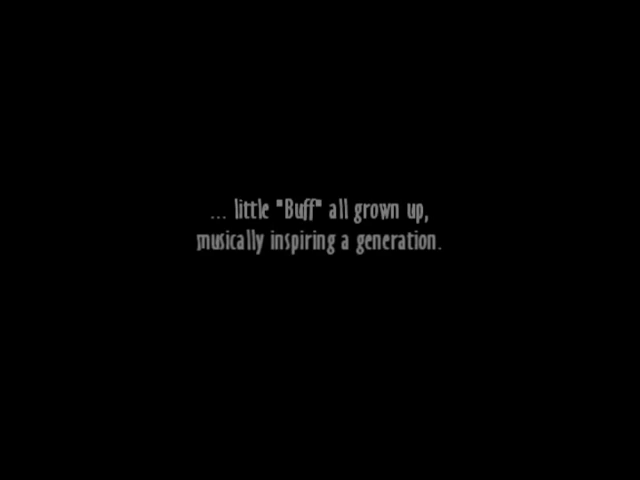 ... little "Buff" all grown up,
musically inspiring a generation.